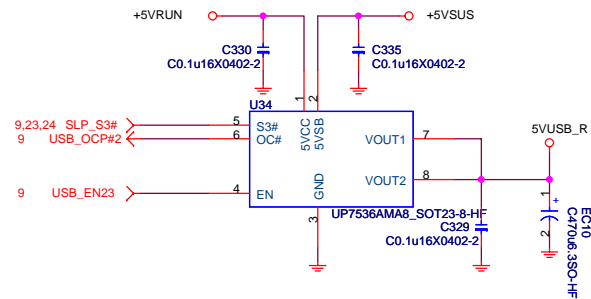 +5VRUN
+5VSUS
C330
C0.1u16X0402-2
C335
C0.1u16X0402-2
U34
1
2
5VCC
5VSB
9,23,24 SLP_S3#
5
S3#
9 USB_OCP#2
6
OC#
VOUT1
7
5VUSB_R
9 USB_EN23
4
EN
GND
VOUT2
8
3
UP7536AMA8_SOT23-8-HF
C329
C0.1u16X0402-2
1
+
2
EC10
C470u6.3SO-HF